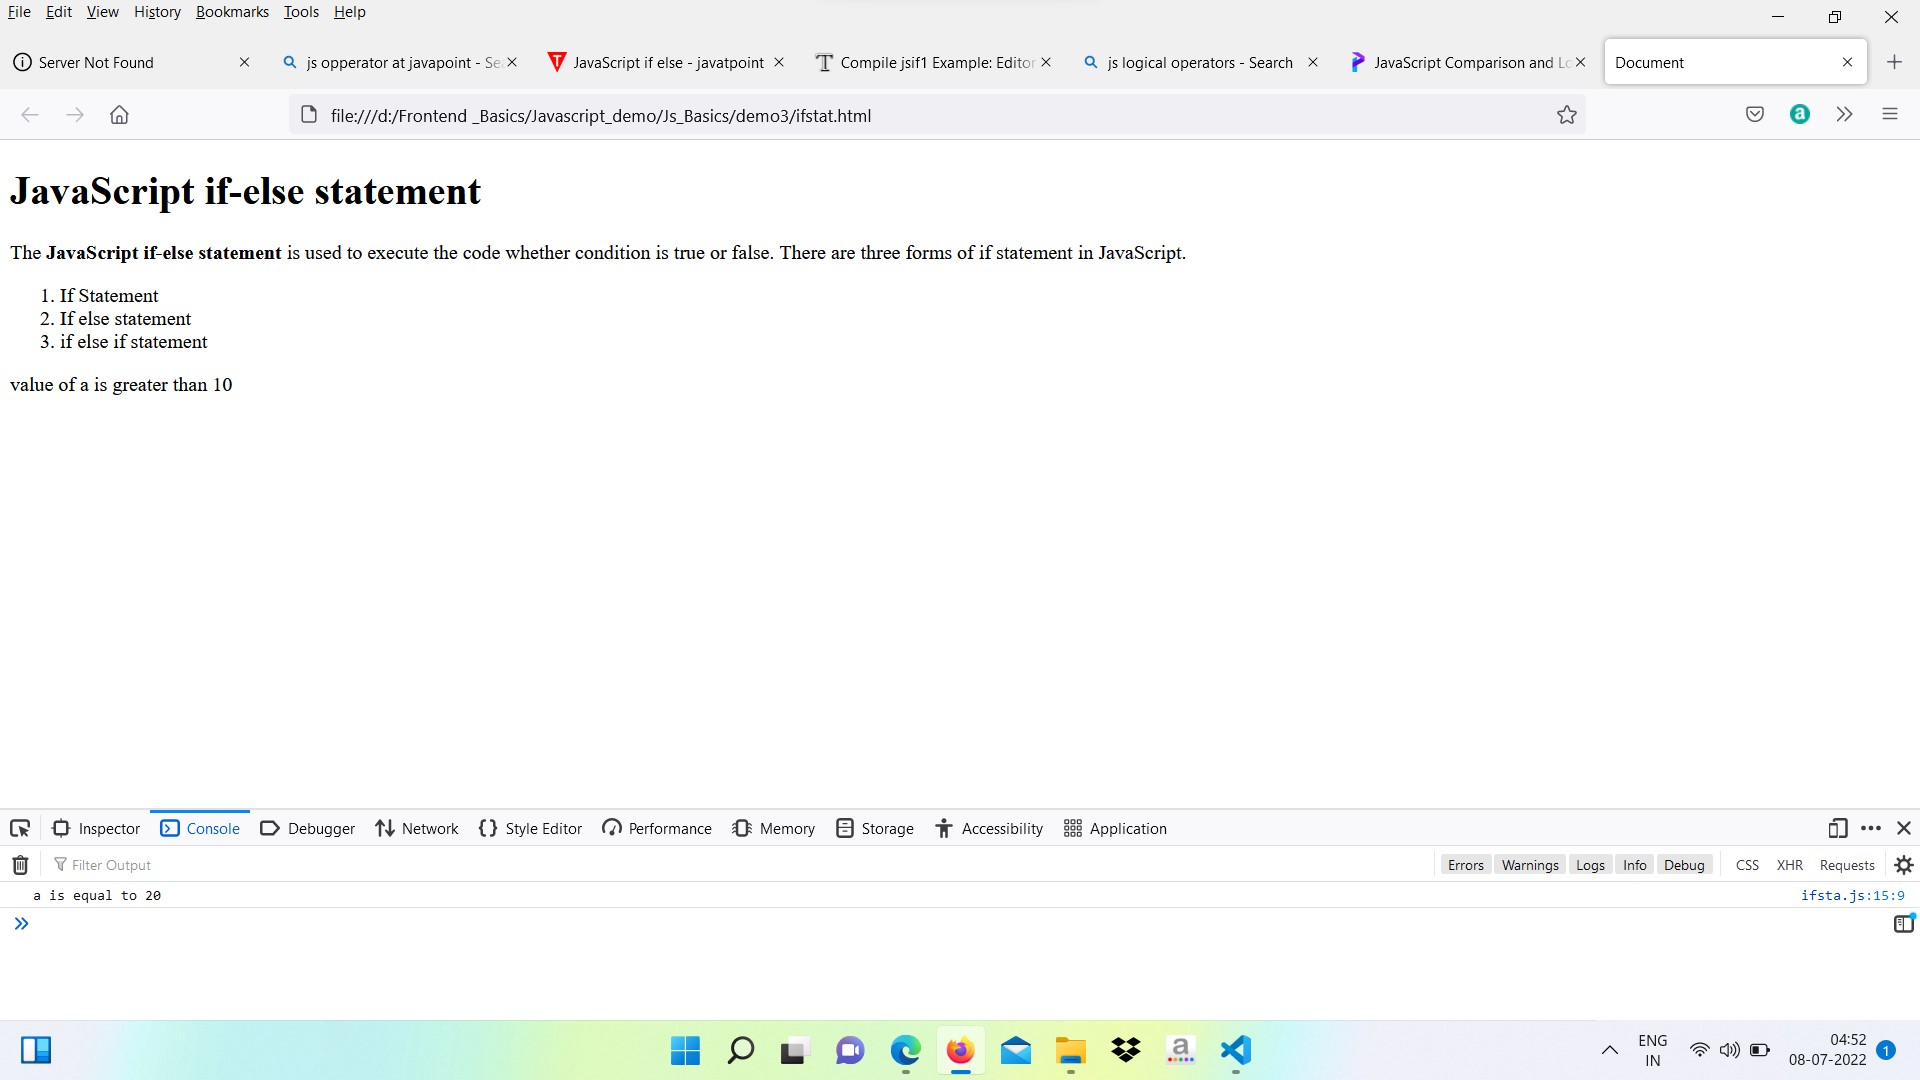 File Edit View History Bookmarks Tools Help
Server Not Found
js opperator at javapoint - Se
JavaScript if else - javatpoint
Compile jsif1 Example: Editor
js logical operators - Search
JavaScript Comparison and Lo
Document
file:///d:/Frontend _Basics/Javascript_demo/Js_Basics/demo3/ifstat.html
JavaScript if-else statement
The JavaScript if-else statement is used to execute the code whether condition is true or false. There are three forms of if statement in JavaScript.
1. If Statement
2. If else statement
3. if else if statement
value of a is greater than 10
Inspector Console Debugger Network Style Editor Performance Memory Storage Accessibility Application
Filter Output
Errors Warnings Logs Info Debug CSS XHR Requests
a is equal to 20
ifsta.js:15:9
ENG
IN
04:52
08-07-2022
1